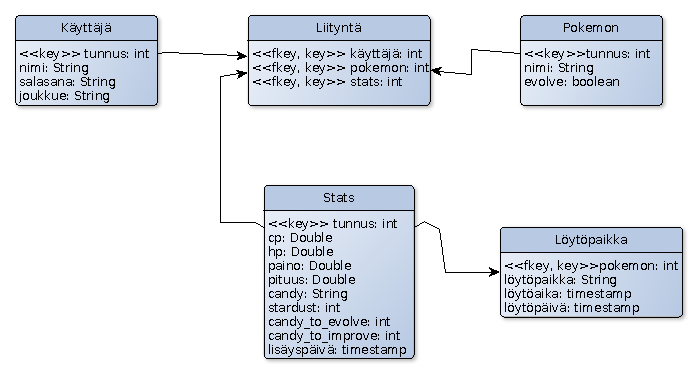 Käyttäjä
<<key>> tunnus: int
nimi: String
salasana: String
joukkue: String
Liityntä
<<fkey, key>> käyttäjä: int
<<fkey, key>> pokemon: int
<<fkey, key>> stats: int
Pokemon
<<key>>tunnus: int
nimi: String
evolve: boolean
Stats
<<key>> tunnus: int
cp: Double
hp: Double
paino: Double
pituus: Double
candy: String
stardust: int
candy_to_evolve: int
candy_to_improve: int
lisäyspäivä: timestamp
Löytöpaikka
<<fkey, key>>pokemon: int
löytöpaikka: String
löytöaika: timestamp
löytöpäivä: timestamp